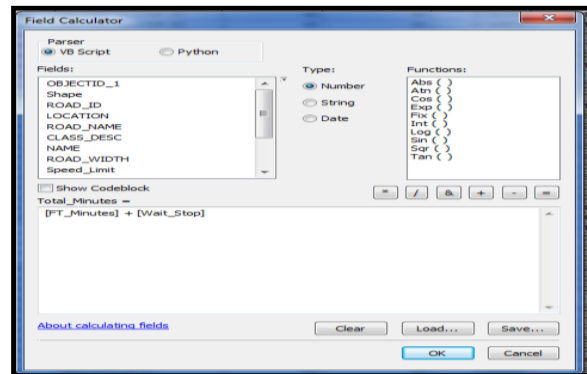 Field Calculator
Parser
VB Script Python
Fields: Type: Functions:
OBJECTID_1
Shape
ROAD_ID
LOCATION
ROAD_NAME
CLASS_DESC
NAME
ROAD_WIDTH
Speed_Limit
Number
String
Date
Abs ( )
Atn ( )
Cos ( )
Exp ( )
Fix ( )
Int ( )
Log ( )
Sin ( )
Sqr ( )
Tan ( )
Show Codeblock
* / & + - =
Total_Minutes =
[FT_Minutes] + [Wait_Stop]
About calculating fields Clear Load... Save...
OK Cancel